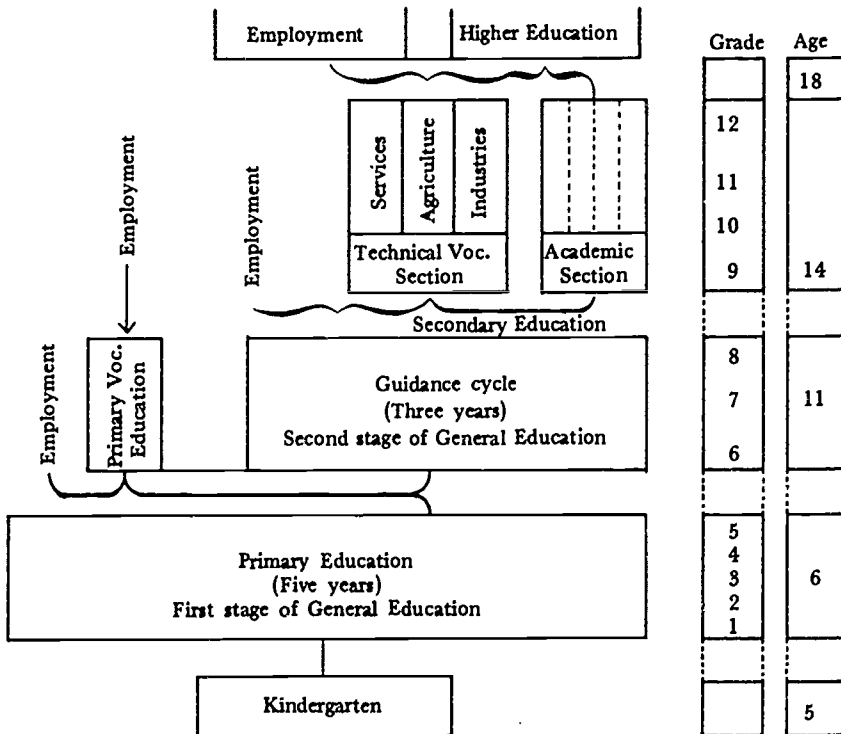 Employment
Higher Education
Grade
Age
18
Services
Agriculture
Industries
12
11
10
Employment
Employment
Technical Voc.
Section
Academic
Section
9
14
Secondary Education
Employment
Primary Voc.
Education
Guidance cycle
(Three years)
Second stage of General Education
8
7
6
11
Primary Education
(Five years)
First stage of General Education
5
4
3
2
1
6
Kindergarten
5